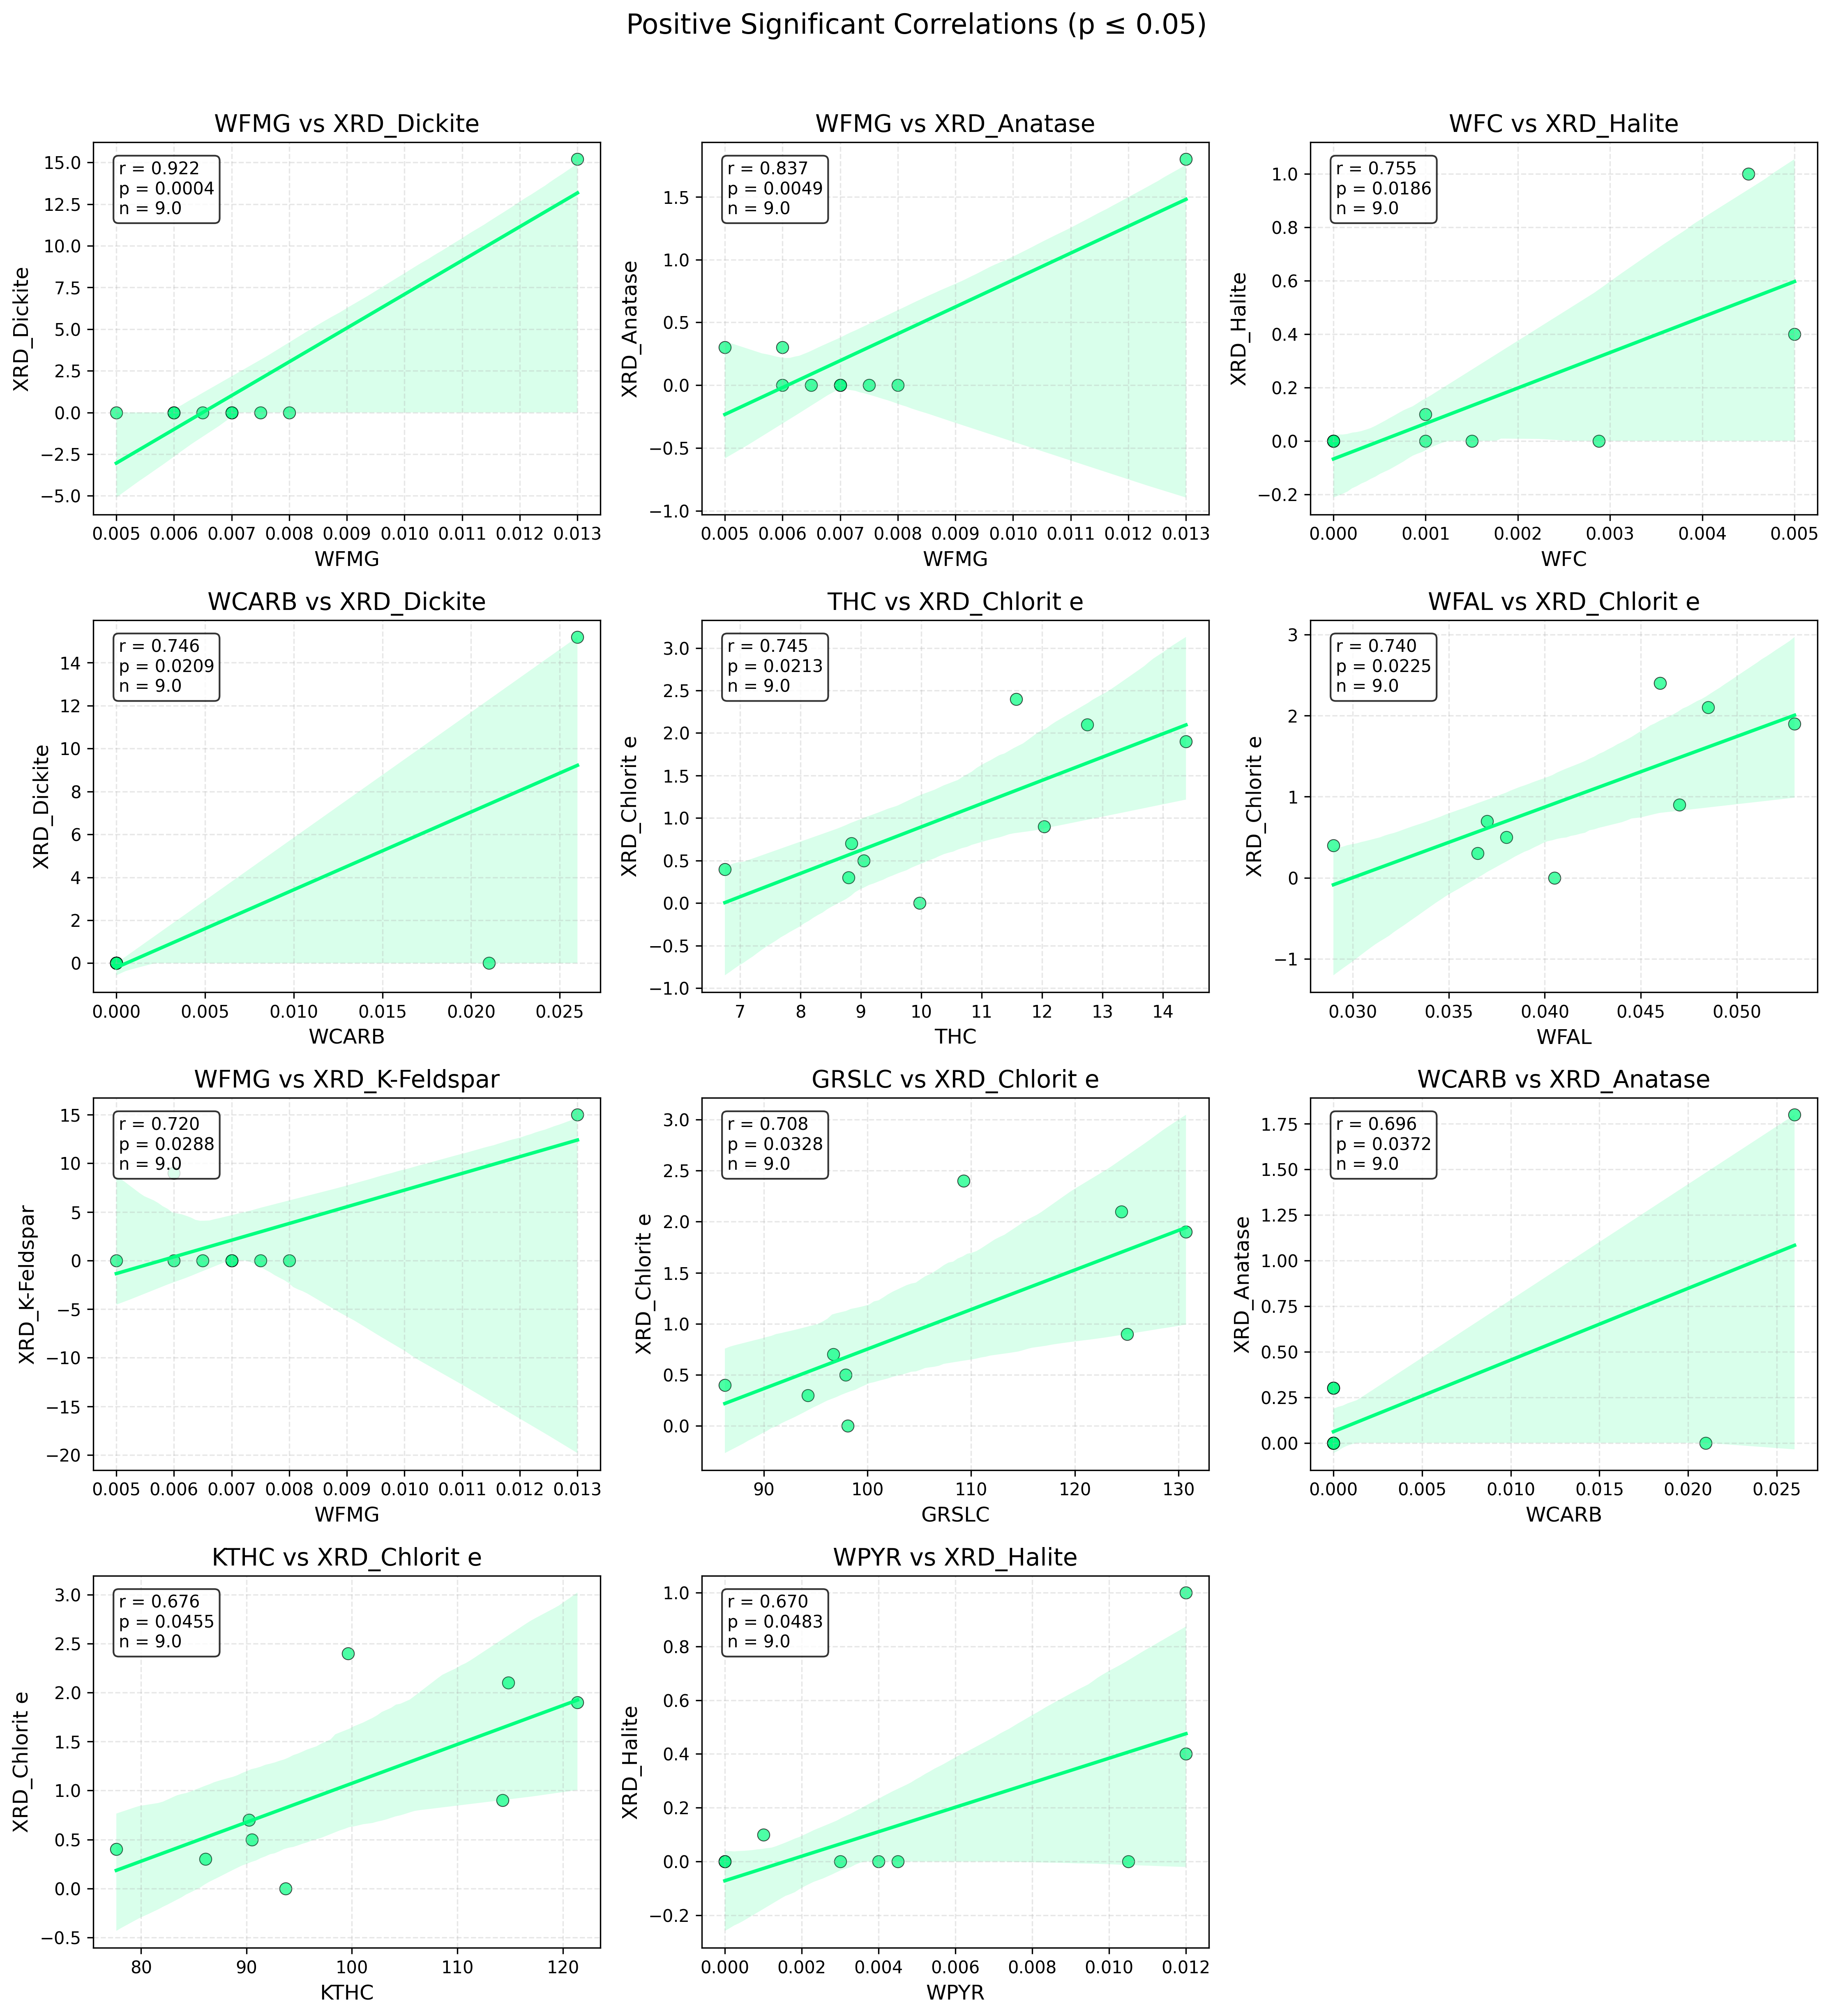 Positive Significant Correlations (p ≤ 0.05)
WFMG vs XRD_Dickite
r = 0.922
p = 0.0004
n = 9.0
XRD_Dickite
15.0
12.5
10.0
7.5
5.0
2.5
0.0
−2.5
−5.0
0.005 0.006 0.007 0.008 0.009 0.010 0.011 0.012 0.013
WFMG
WFMG vs XRD_Anatase
r = 0.837
p = 0.0049
n = 9.0
XRD_Anatase
1.5
1.0
0.5
0.0
−0.5
−1.0
0.005 0.006 0.007 0.008 0.009 0.010 0.011 0.012 0.013
WFMG
WFC vs XRD_Halite
r = 0.755
p = 0.0186
n = 9.0
XRD_Halite
1.0
0.8
0.6
0.4
0.2
0.0
−0.2
0.000 0.001 0.002 0.003 0.004 0.005
WFC
WCARB vs XRD_Dickite
r = 0.746
p = 0.0209
n = 9.0
XRD_Dickite
14
12
10
8
6
4
2
0
0.000 0.005 0.010 0.015 0.020 0.025
WCARB
THC vs XRD_Chlorit e
r = 0.745
p = 0.0213
n = 9.0
XRD_Chlorit e
3.0
2.5
2.0
1.5
1.0
0.5
0.0
−0.5
−1.0
7 8 9 10 11 12 13 14
THC
WFAL vs XRD_Chlorit e
r = 0.740
p = 0.0225
n = 9.0
XRD_Chlorit e
3
2
1
0
−1
0.030 0.035 0.040 0.045 0.050
WFAL
WFMG vs XRD_K-Feldspar
r = 0.720
p = 0.0288
n = 9.0
XRD_K-Feldspar
15
10
5
0
−5
−10
−15
−20
0.005 0.006 0.007 0.008 0.009 0.010 0.011 0.012 0.013
WFMG
GRSLC vs XRD_Chlorit e
r = 0.708
p = 0.0328
n = 9.0
XRD_Chlorit e
3.0
2.5
2.0
1.5
1.0
0.5
0.0
90 100 110 120 130
GRSLC
WCARB vs XRD_Anatase
r = 0.696
p = 0.0372
n = 9.0
XRD_Anatase
1.75
1.50
1.25
1.00
0.75
0.50
0.25
0.00
0.000 0.005 0.010 0.015 0.020 0.025
WCARB
KTHC vs XRD_Chlorit e
r = 0.676
p = 0.0455
n = 9.0
XRD_Chlorit e
3.0
2.5
2.0
1.5
1.0
0.5
0.0
−0.5
80 90 100 110 120
KTHC
WPYR vs XRD_Halite
r = 0.670
p = 0.0483
n = 9.0
XRD_Halite
1.0
0.8
0.6
0.4
0.2
0.0
−0.2
0.000 0.002 0.004 0.006 0.008 0.010 0.012
WPYR